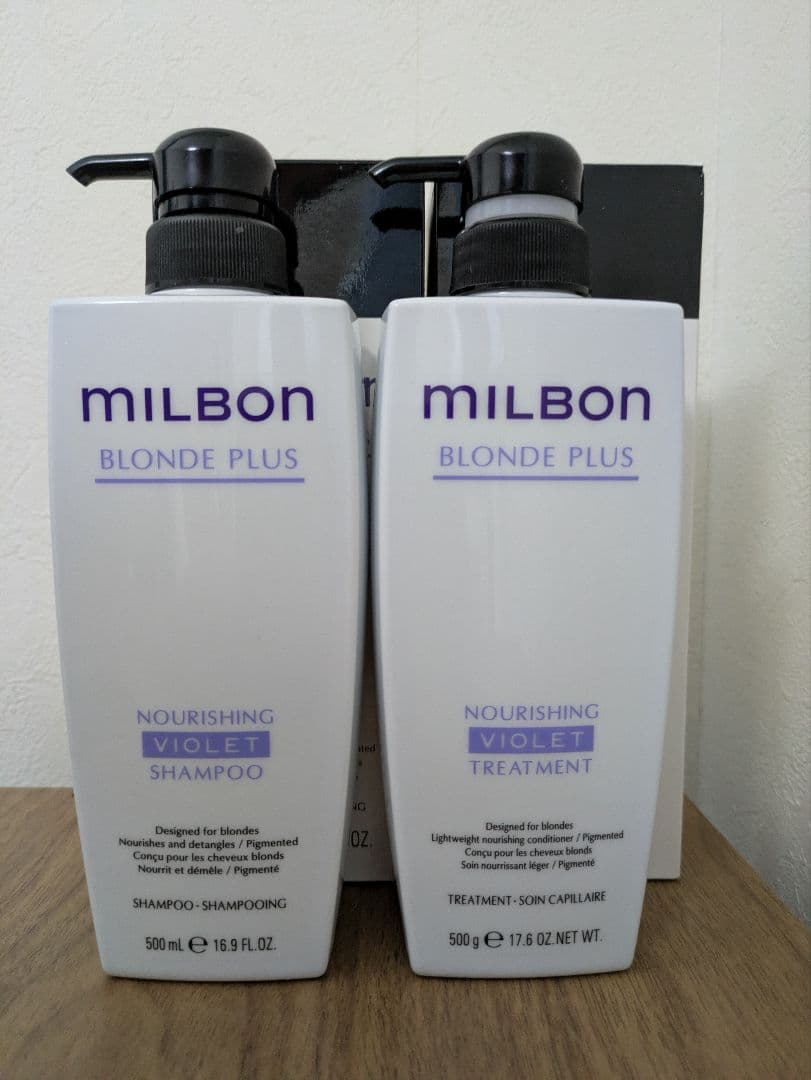 mILBON
BLONDE PLUS
NOURISHING
VIOLET
SHAMPOO
Designed for blondes
Nourishes and detangles / Pigmented
Conçu pour les cheveux blonds
Nourrit et démêle / Pigmenté
SHAMPOO · SHAMPOOING
500 mL ℮ 16.9 FL.OZ.
mILBON
BLONDE PLUS
NOURISHING
VIOLET
TREATMENT
Designed for blondes
Lightweight nourishing conditioner / Pigmented
Conçu pour les cheveux blonds
Soin nourrissant léger / Pigmenté
TREATMENT · SOIN CAPILLAIRE
500 g ℮ 17.6 OZ.NET WT.
OZ.